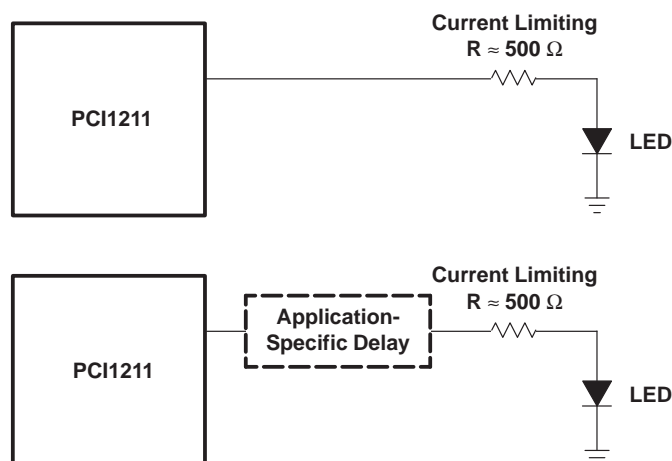 Current Limiting
R ≈ 500 Ω
PCI1211
LED
Current Limiting
R ≈ 500 Ω
Application-
Specific Delay
PCI1211
LED